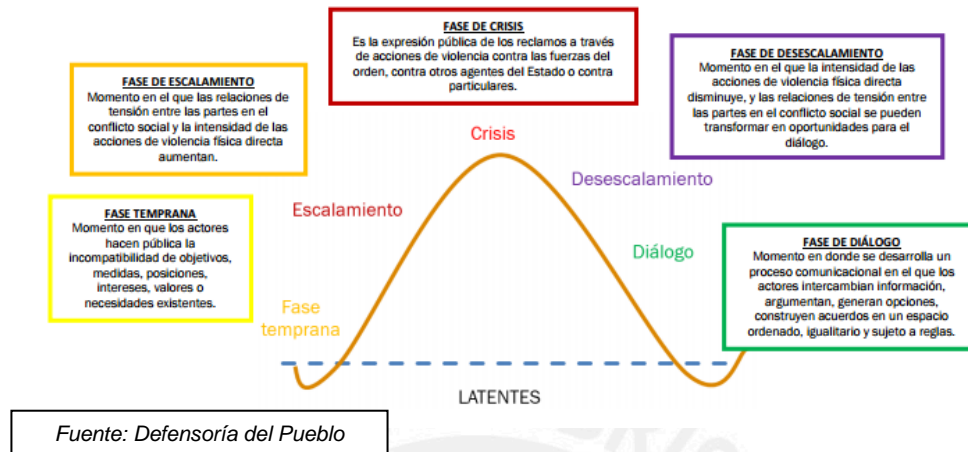 FASE DE CRISIS
Es la expresión pública de los reclamos a través
de acciones de violencia contra las fuerzas del
orden, contra otros agentes del Estado o contra
particulares.
FASE DE ESCALAMIENTO
Momento en el que las relaciones de
tensión entre las partes en el
conflicto social y la intensidad de las
acciones de violencia física directa
aumentan.
FASE DE DESESCALAMIENTO
Momento en el que la intensidad de las
acciones de violencia física directa
disminuye, y las relaciones de tensión entre
las partes en el conflicto social se pueden
transformar en oportunidades para el
diálogo.
Crisis
Desescalamiento
Escalamiento
FASE TEMPRANA
Momento en que los actores
hacen pública la
incompatibilidad de objetivos,
medidas, posiciones,
intereses, valores o
necesidades existentes.
Diálogo
FASE DE DIÁLOGO
Momento en donde se desarrolla un
proceso comunicacional en el que los
actores intercambian información,
argumentan, generan opciones,
construyen acuerdos en un espacio
ordenado, igualitario y sujeto a reglas.
Fase
temprana
LATENTES
Fuente: Defensoría del Pueblo